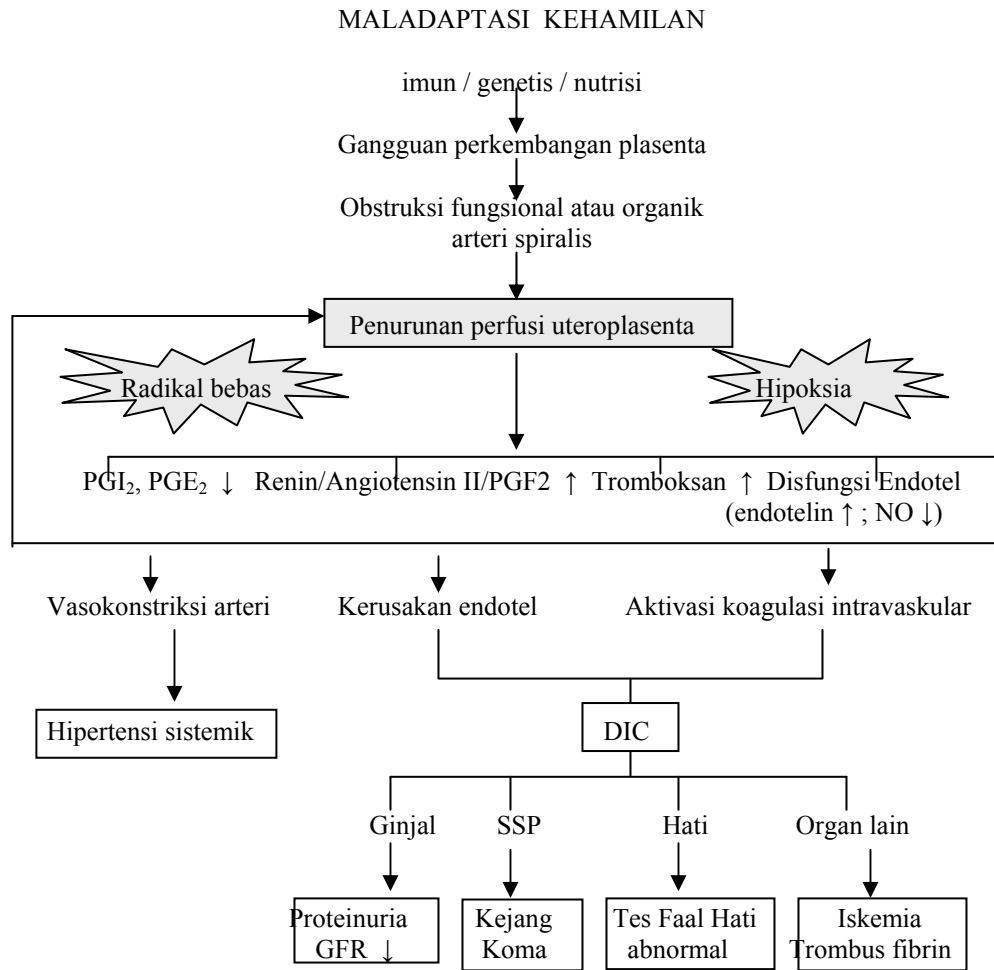 MALADAPTASI KEHAMILAN
imun / genetis / nutrisi
Gangguan perkembangan plasenta
Obstruksi fungsional atau organik
arteri spiralis
Penurunan perfusi uteroplasenta
Radikal bebas
Hipoksia
PGI₂, PGE₂ ↓ Renin/Angiotensin II/PGF2 ↑ Tromboksan ↑ Disfungsi Endotel
(endotelin ↑ ; NO ↓)
Vasokonstriksi arteri
Kerusakan endotel
Aktivasi koagulasi intravaskular
Hipertensi sistemik
DIC
Ginjal
SSP
Hati
Organ lain
Proteinuria
GFR ↓
Kejang
Koma
Tes Faal Hati
abnormal
Iskemia
Trombus fibrin